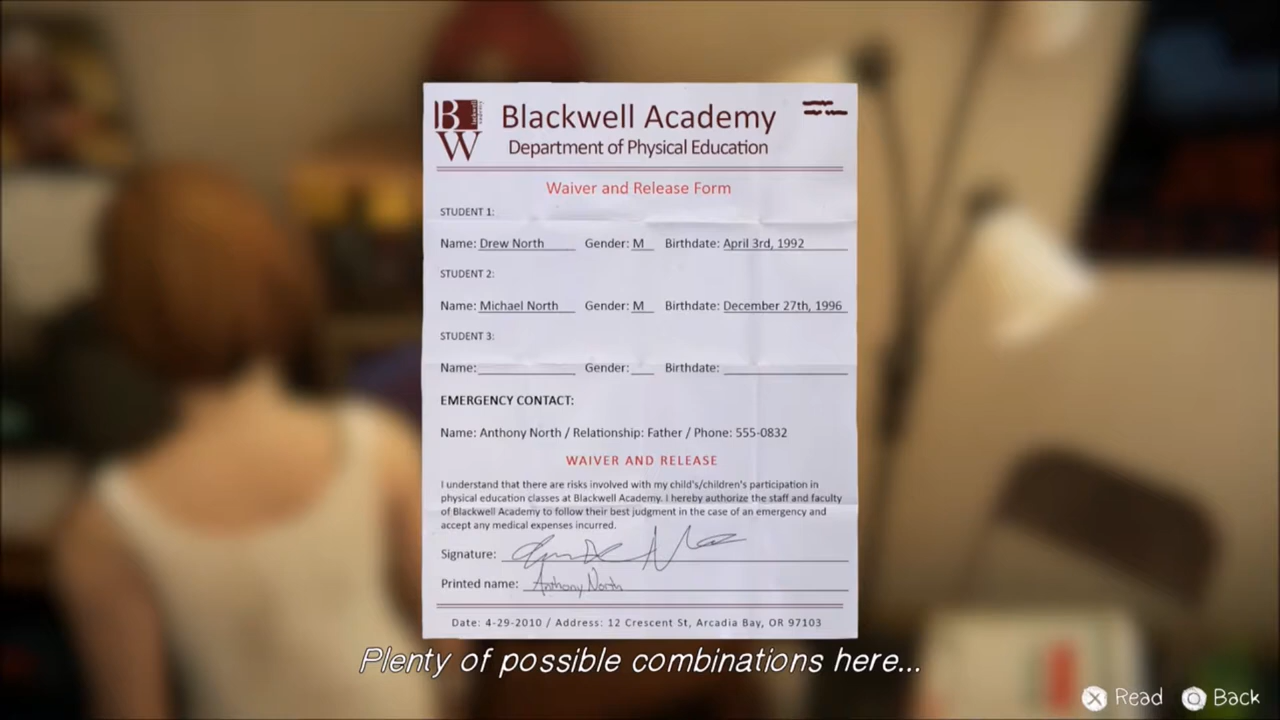 Blackwell Academy
BW
Department of Physical Education
Waiver and Release Form
STUDENT 1:
Name: Drew North Gender: M Birthdate: April 3rd, 1992
STUDENT 2:
Name: Michael North Gender: M Birthdate: December 27th, 1996
STUDENT 3:
Name: Gender: Birthdate:
EMERGENCY CONTACT:
Name: Anthony North / Relationship: Father / Phone: 555-0832
WAIVER AND RELEASE
I understand that there are risks involved with my child's/children's participation in
physical education classes at Blackwell Academy. I hereby authorize the staff and faculty
of Blackwell Academy to follow their best judgment in the case of an emergency and
accept any medical expenses incurred.
Signature:
Printed name: Anthony North
Date: 4-29-2010 / Address: 12 Crescent St, Arcadia Bay, OR 97103
Plenty of possible combinations here...
Read Back